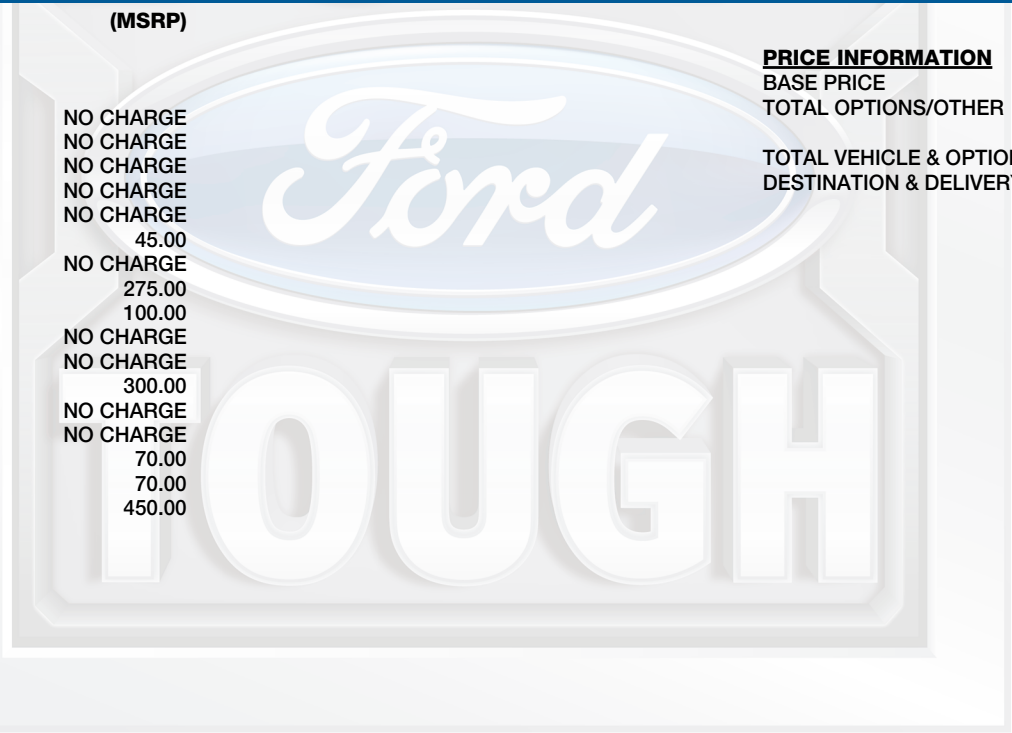 (MSRP)
NO CHARGE
NO CHARGE
NO CHARGE
NO CHARGE
NO CHARGE
45.00
NO CHARGE
275.00
100.00
NO CHARGE
NO CHARGE
300.00
NO CHARGE
NO CHARGE
70.00
70.00
450.00
PRICE INFORMATION
BASE PRICE
TOTAL OPTIONS/OTHER
TOTAL VEHICLE & OPTION
DESTINATION & DELIVERY
Ford
TOUGH